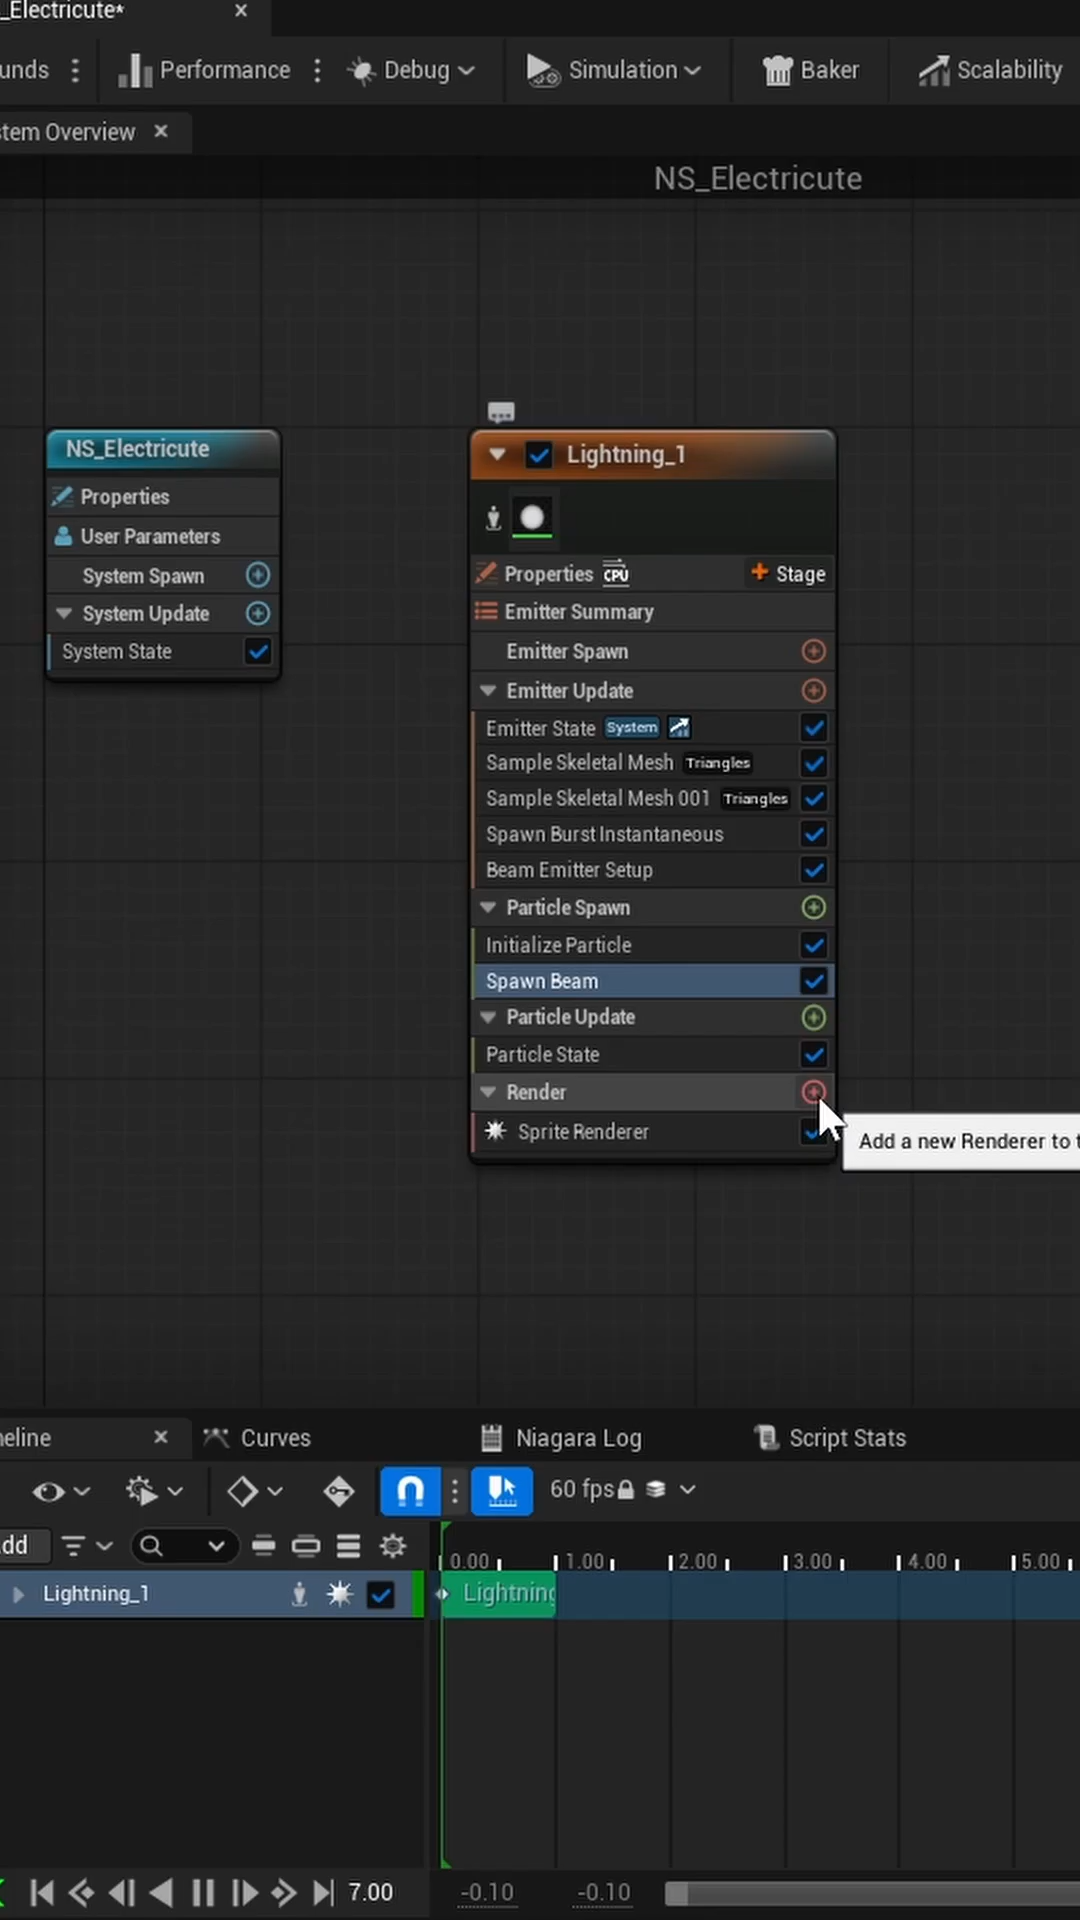 _Electricute*
unds
Performance
Debug
Simulation
Baker
Scalability
stem Overview
NS_Electricute
NS_Electricute
Properties
User Parameters
System Spawn
System Update
System State
Lightning_1
Properties CPU
Stage
Emitter Summary
Emitter Spawn
Emitter Update
Emitter State System
Sample Skeletal Mesh Triangles
Sample Skeletal Mesh 001 Triangles
Spawn Burst Instantaneous
Beam Emitter Setup
Particle Spawn
Initialize Particle
Spawn Beam
Particle Update
Particle State
Render
Sprite Renderer
Add a new Renderer to t
neline
Curves
Niagara Log
Script Stats
60 fps
dd
0.00 1.00 2.00 3.00 4.00 5.00
Lightning_1
Lightning
7.00
-0.10
-0.10